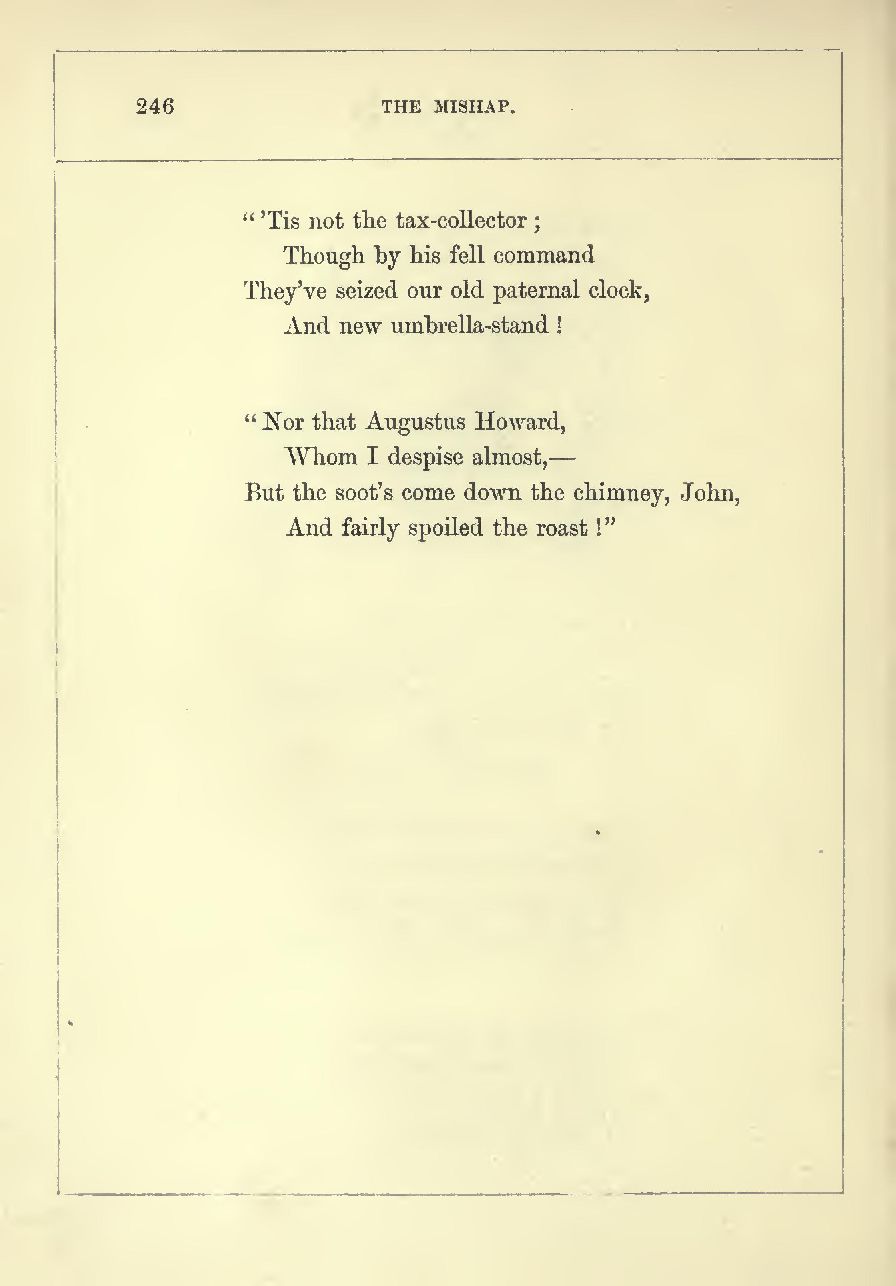 246 THE MISHAP.
“ ’Tis not the tax-collector ;
Though by his fell command
They’ve seized our old paternal clock,
And new umbrella-stand !
“ Nor that Augustus Howard,
Whom I despise almost,—
But the soot’s come down the chimney, John,
And fairly spoiled the roast !”